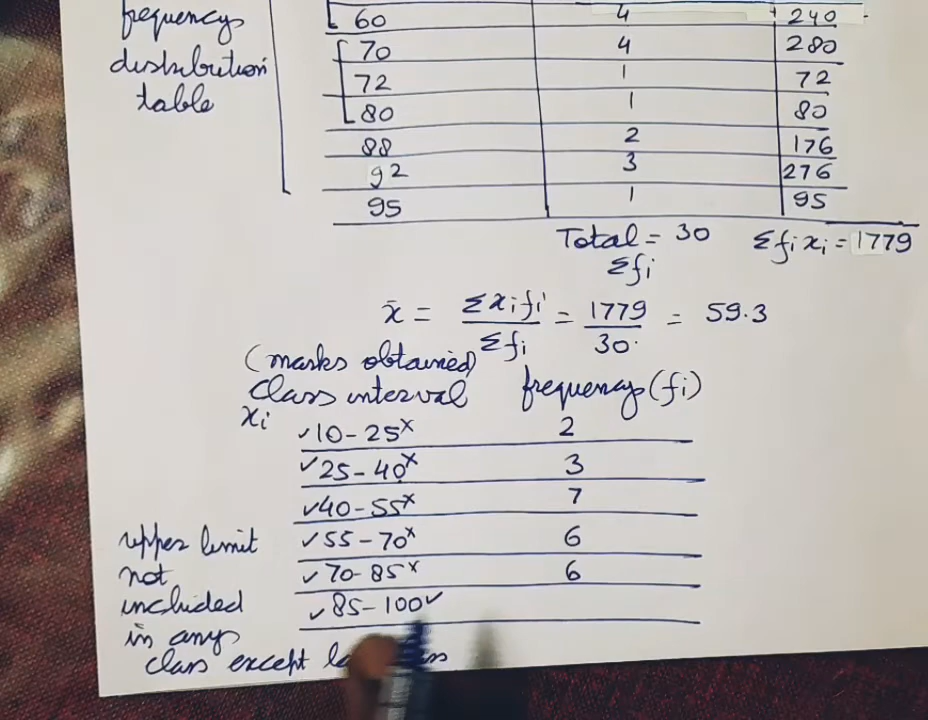 frequency
distribution
table
60 4 240
70 4 280
72 1 72
80 1 80
88 2 176
92 3 276
95 1 95
Total = 30 Σfi xi = 1779
Σfi
x̄ = Σxifi / Σfi = 1779 / 30 = 59.3
(marks obtained)
class interval frequency (fi)
xi
✓10-25× 2
✓25-40× 3
✓40-55× 7
✓55-70× 6
✓70-85× 6
✓85-100✓
upper limit
not
included
in any
class except